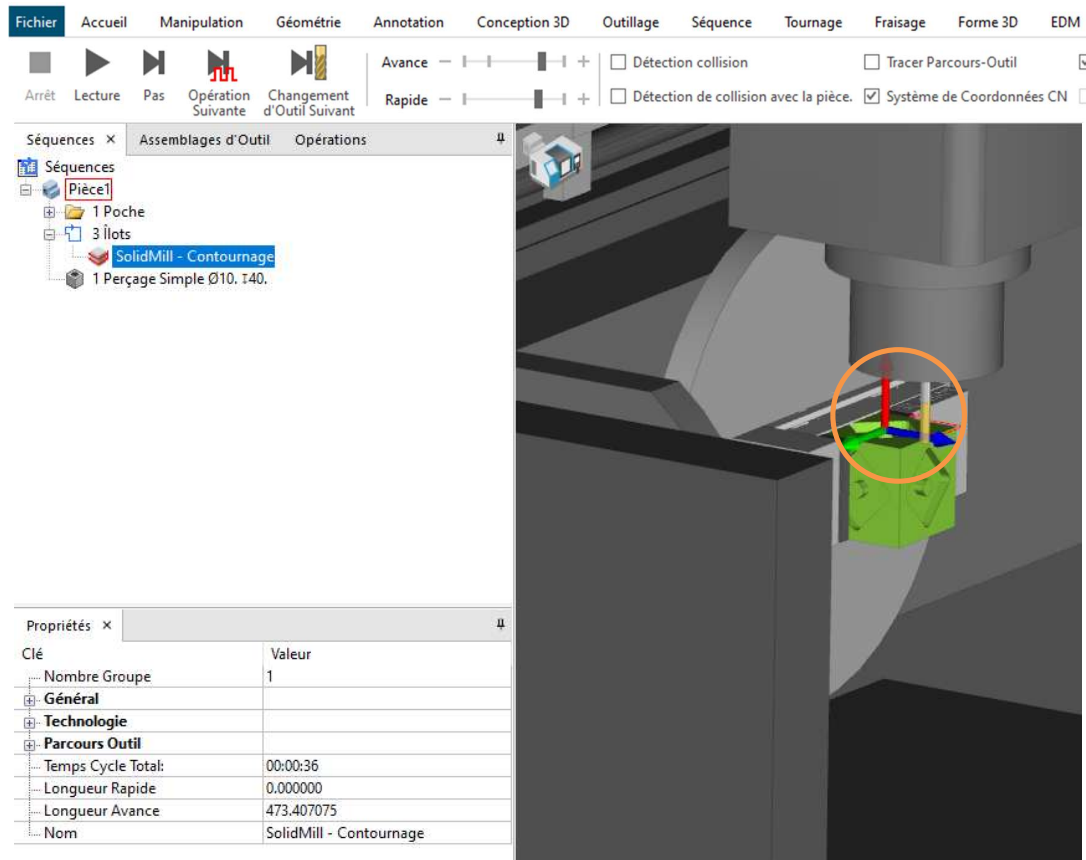 Fichier Accueil Manipulation Géométrie Annotation Conception 3D Outillage Séquence Tournage Fraisage Forme 3D EDM
Avance
Détection collision
Tracer Parcours-Outil
Arrêt Lecture Pas Opération Suivante Changement d'Outil Suivant
Rapide
Détection de collision avec la pièce.
Système de Coordonnées CN
Séquences × Assemblages d'Outil Opérations
Séquences
Pièce1
1 Poche
3 Îlots
SolidMill - Contournage
1 Perçage Simple Ø10. ↧40.
Propriétés ×
Clé Valeur
Nombre Groupe 1
Général
Technologie
Parcours Outil
Temps Cycle Total: 00:00:36
Longueur Rapide 0.000000
Longueur Avance 473.407075
Nom SolidMill - Contournage